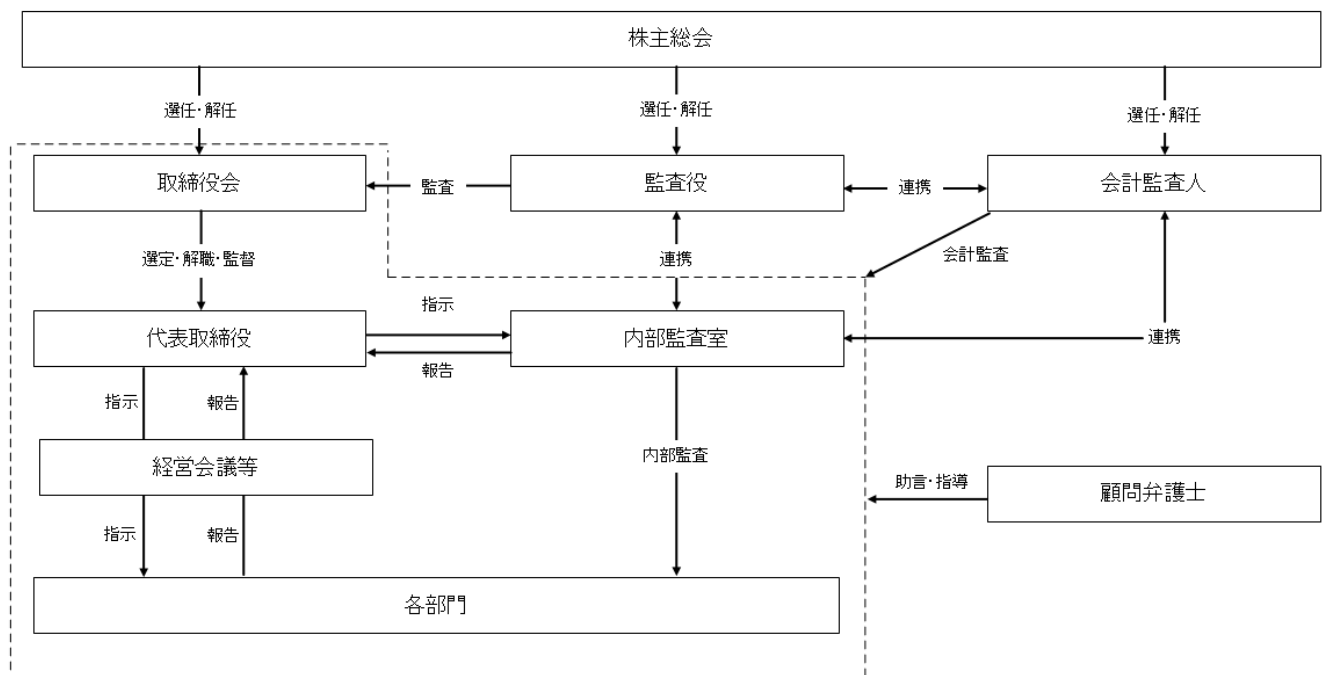 株主総会
選任・解任
選任・解任
選任・解任
取締役会
監査
監査役
連携
会計監査人
選定・解職・監督
連携
会計監査
代表取締役
指示
報告
内部監査室
連携
指示
報告
経営会議等
内部監査
助言・指導
顧問弁護士
指示
報告
各部門